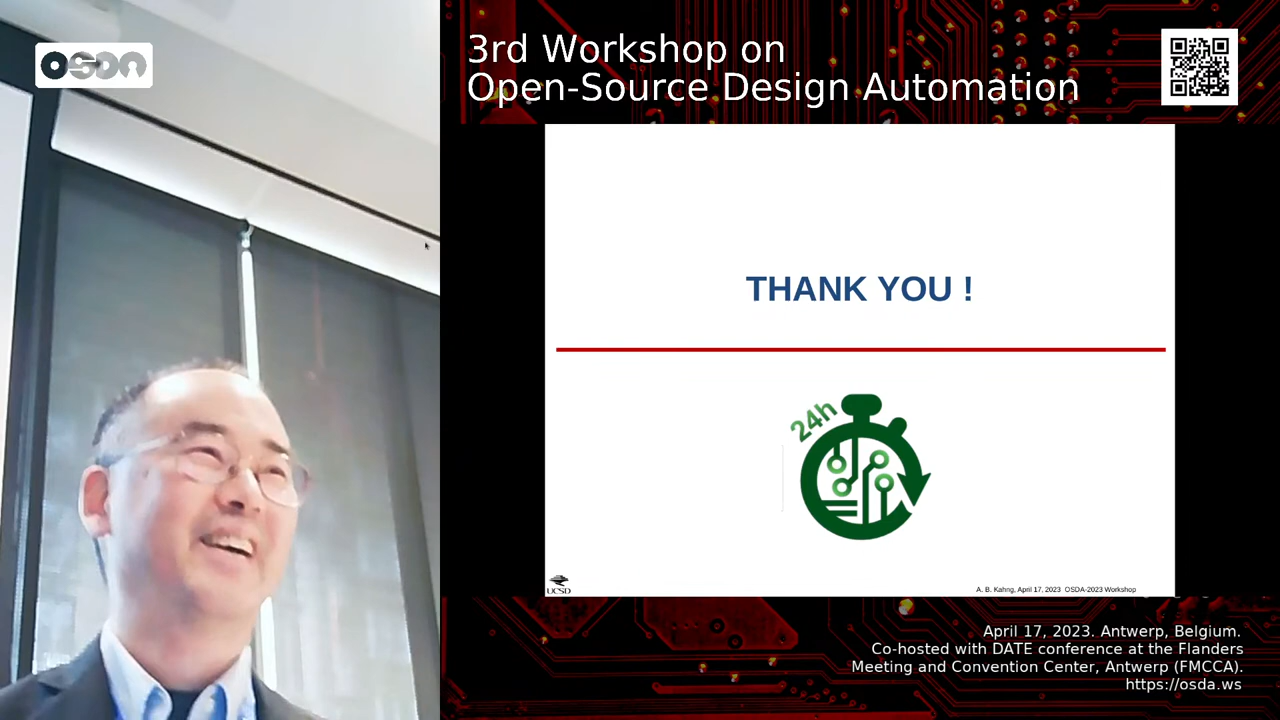 OSDA
3rd Workshop on
Open-Source Design Automation
THANK YOU !
24h
UCSD
A. B. Kahng, April 17, 2023 OSDA-2023 Workshop
April 17, 2023. Antwerp, Belgium.
Co-hosted with DATE conference at the Flanders
Meeting and Convention Center, Antwerp (FMCCA).
https://osda.ws